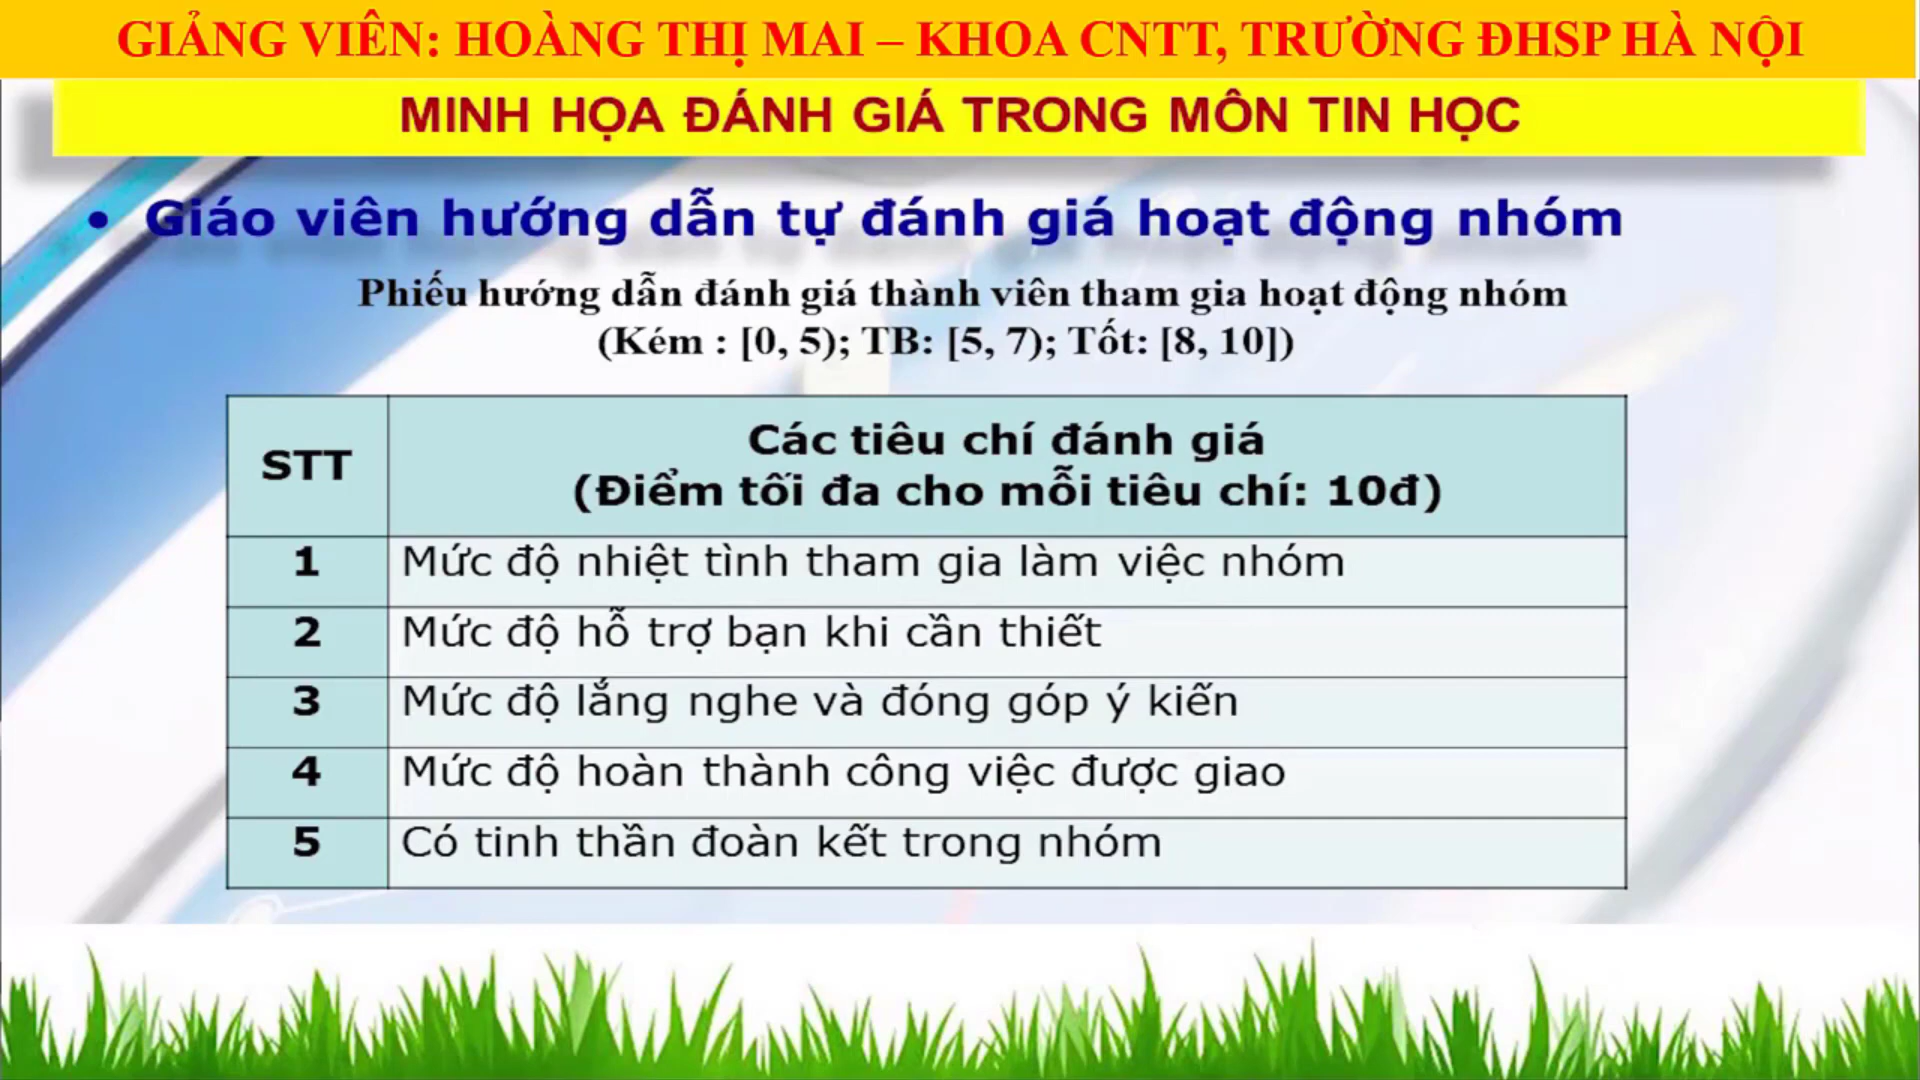 GIẢNG VIÊN: HOÀNG THỊ MAI – KHOA CNTT, TRƯỜNG ĐHSP HÀ NỘI
MINH HỌA ĐÁNH GIÁ TRONG MÔN TIN HỌC
• Giáo viên hướng dẫn tự đánh giá hoạt động nhóm
Phiếu hướng dẫn đánh giá thành viên tham gia hoạt động nhóm
(Kém : [0, 5); TB: [5, 7); Tốt: [8, 10])
STT
Các tiêu chí đánh giá
(Điểm tối đa cho mỗi tiêu chí: 10đ)
1 Mức độ nhiệt tình tham gia làm việc nhóm
2 Mức độ hỗ trợ bạn khi cần thiết
3 Mức độ lắng nghe và đóng góp ý kiến
4 Mức độ hoàn thành công việc được giao
5 Có tinh thần đoàn kết trong nhóm